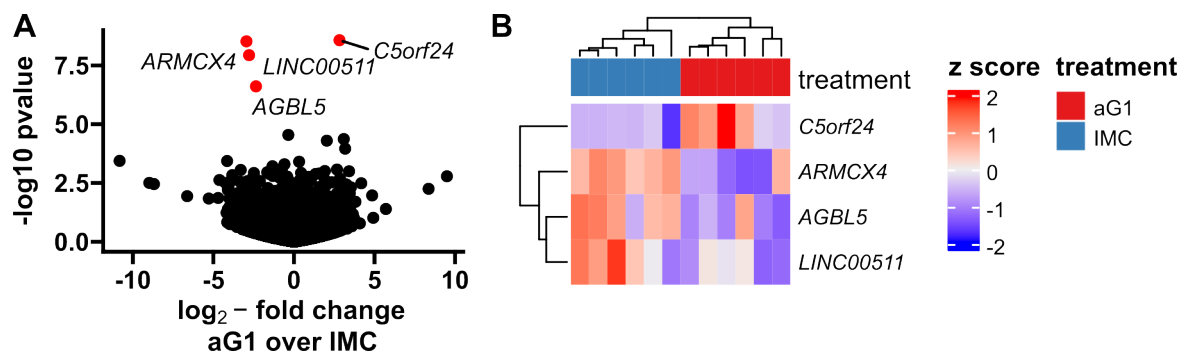 A
7.5
5.0
2.5
0.0
-log10 pvalue
ARMCX4
LINC00511
C5orf24
AGBL5
-10 -5 0 5 10
log2 – fold change
aG1 over IMC
B
treatment
C5orf24
ARMCX4
AGBL5
LINC00511
z score
2
1
0
-1
-2
treatment
aG1
IMC